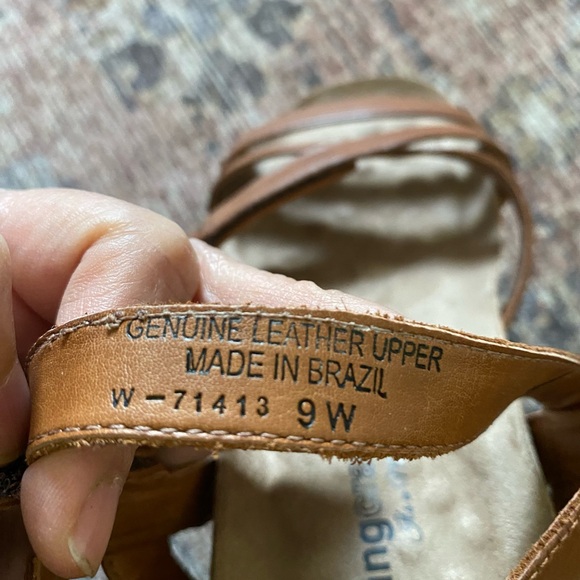 GENUINE LEATHER UPPER
MADE IN BRAZIL
W-71413 9W